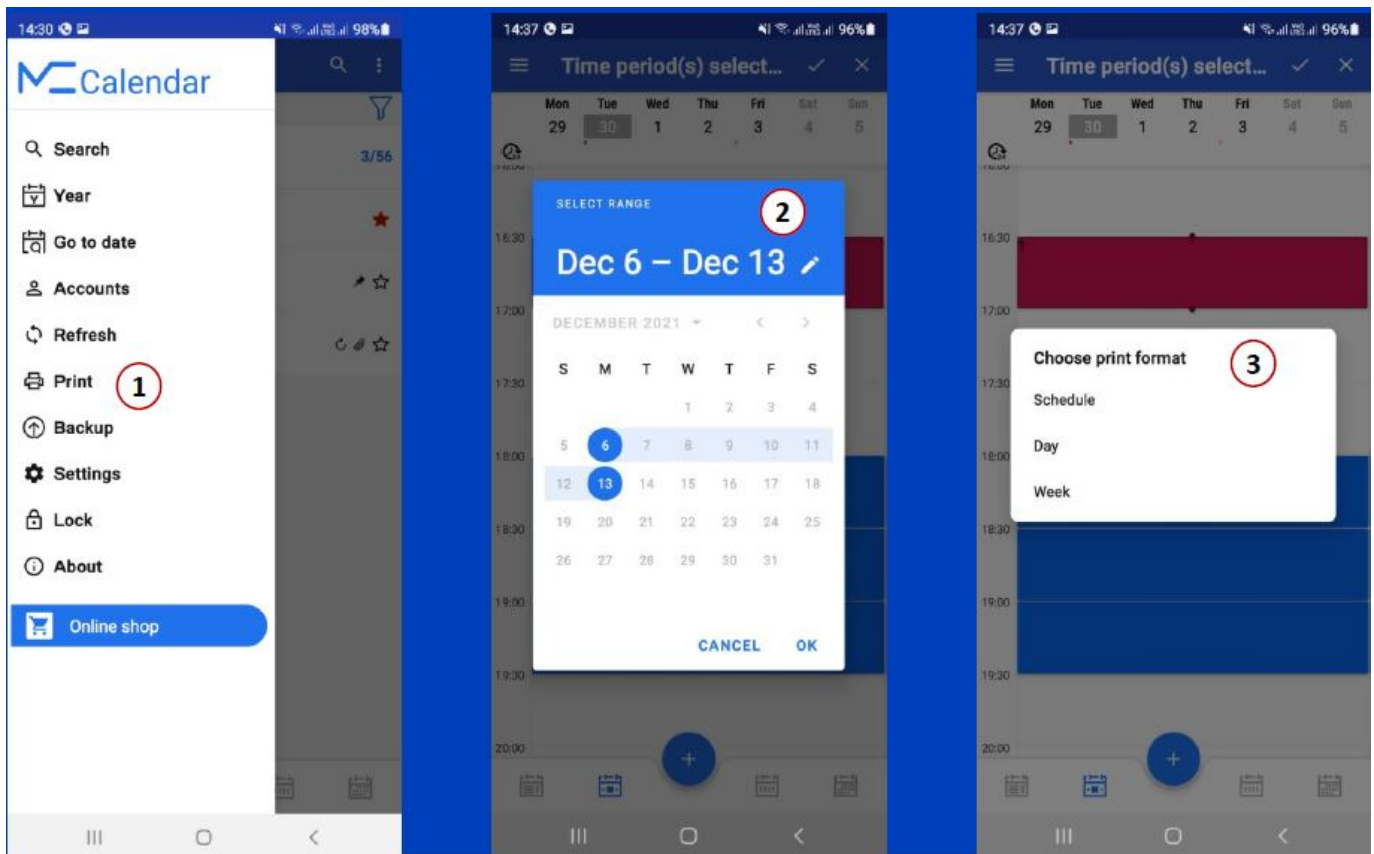 14:30 98%
Calendar
3/56
Search
Year
Go to date
Accounts
Refresh
Print 1
Backup
Settings
Lock
About
Online shop
14:37 96%
Time period(s) select...
Mon Tue Wed Thu Fri Sat Sun
29 30 1 2 3 4 5
SELECT RANGE
2
Dec 6 – Dec 13
DECEMBER 2021
S M T W T F S
1 2 3 4
5 6 7 8 9 10 11
12 13 14 15 16 17 18
19 20 21 22 23 24 25
26 27 28 29 30 31
CANCEL OK
16:30
17:00
17:30
18:00
18:30
19:00
19:30
20:00
14:37 96%
Time period(s) select...
Mon Tue Wed Thu Fri Sat Sun
29 30 1 2 3 4 5
16:30
17:00
Choose print format 3
17:30
Schedule
Day
18:00
Week
18:30
19:00
19:30
20:00